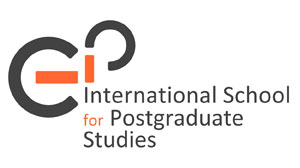 International School
for Postgraduate
Studies